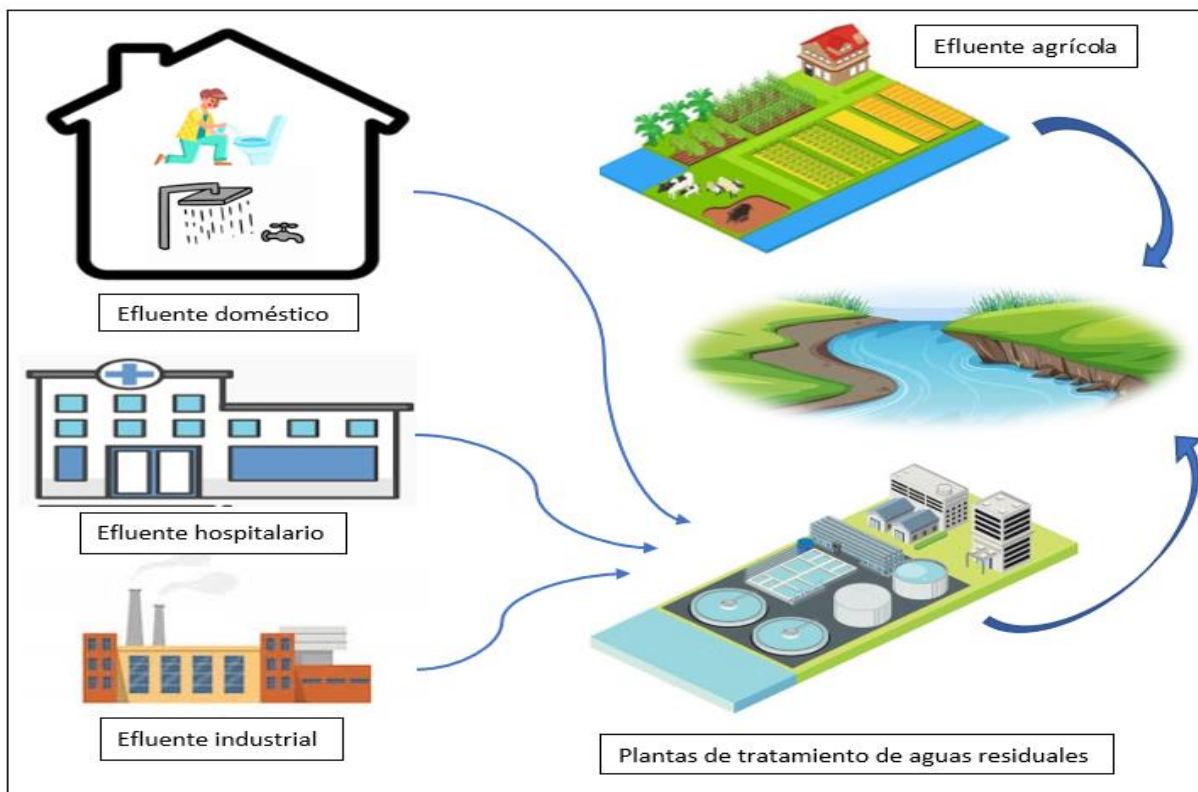 Efluente agrícola
Efluente doméstico
Efluente hospitalario
Efluente industrial
Plantas de tratamiento de aguas residuales